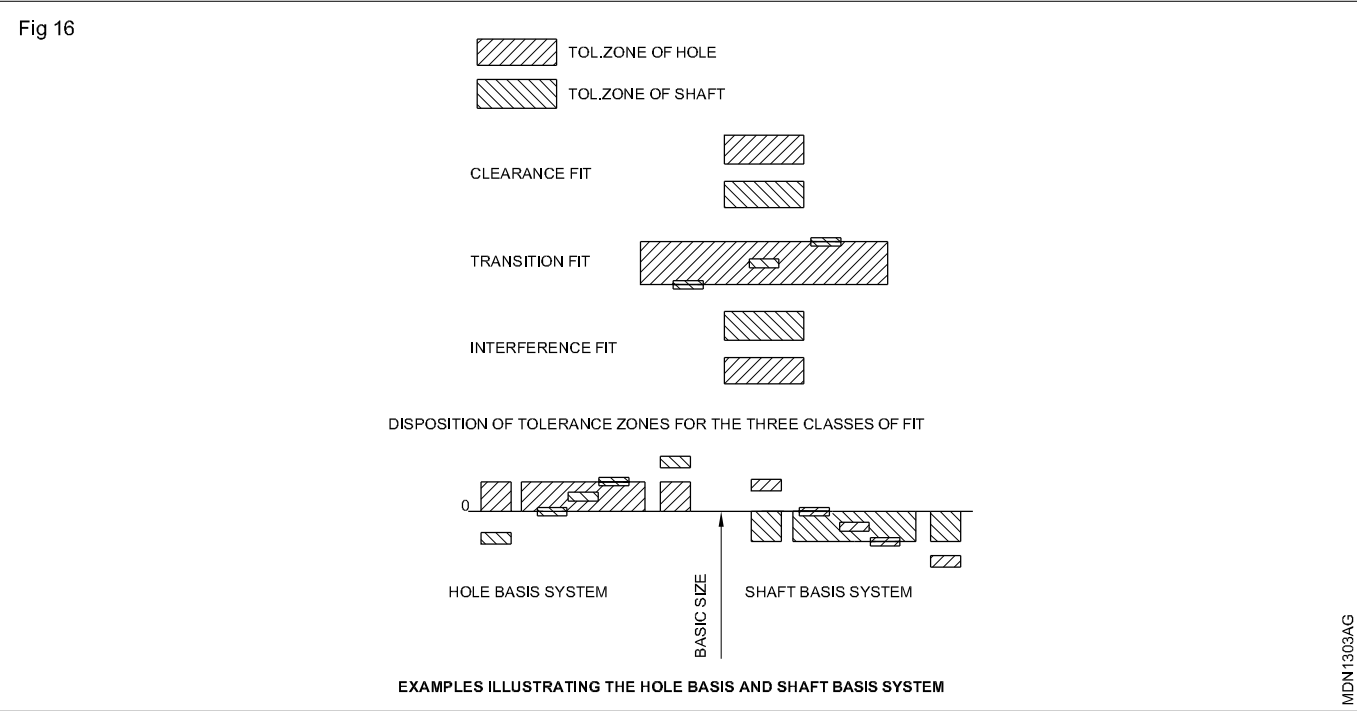 Fig 16
TOL.ZONE OF HOLE
TOL.ZONE OF SHAFT
CLEARANCE FIT
TRANSITION FIT
INTERFERENCE FIT
DISPOSITION OF TOLERANCE ZONES FOR THE THREE CLASSES OF FIT
0
HOLE BASIS SYSTEM
BASIC SIZE
SHAFT BASIS SYSTEM
EXAMPLES ILLUSTRATING THE HOLE BASIS AND SHAFT BASIS SYSTEM
MDN1303AG